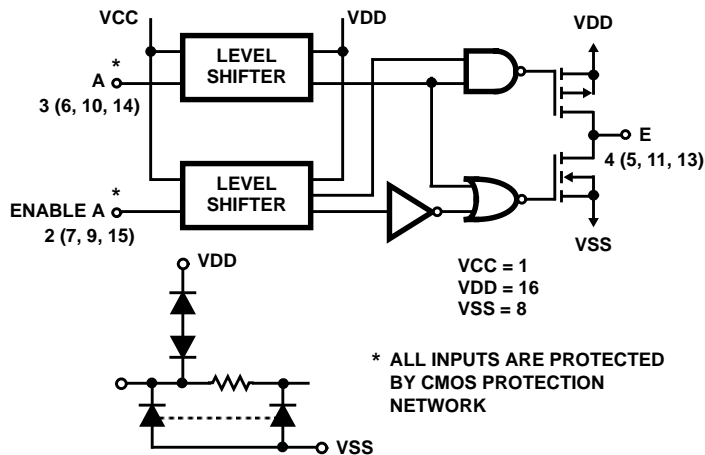 VCC
VDD
VDD
LEVEL
SHIFTER
*
A
3 (6, 10, 14)
E
4 (5, 11, 13)
LEVEL
SHIFTER
*
ENABLE A
2 (7, 9, 15)
VSS
VDD
VCC = 1
VDD = 16
VSS = 8
* ALL INPUTS ARE PROTECTED
BY CMOS PROTECTION
NETWORK
VSS